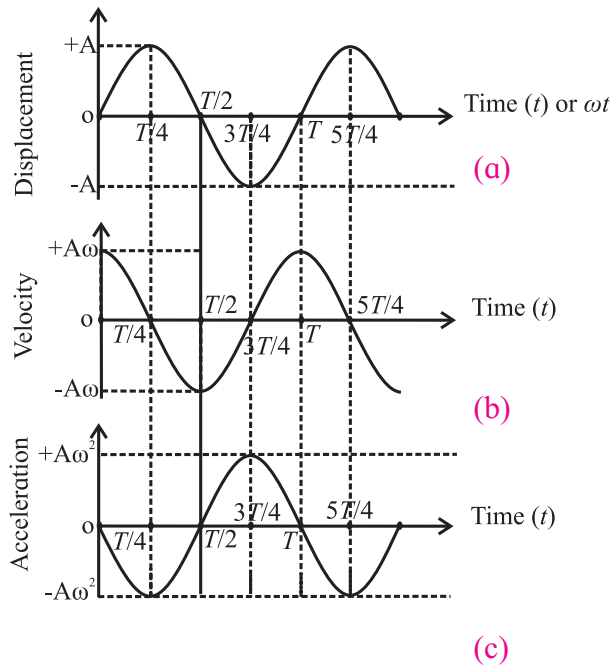 Displacement
+A
T/2
o
T/4
3T/4
T
5T/4
Time (t) or ωt
-A
(a)
Velocity
+Aω
T/2
5T/4
o
T/4
3T/4
T
Time (t)
-Aω
(b)
Acceleration
+Aω²
3T/4
5T/4
o
T/4
T/2
T
Time (t)
-Aω²
(c)